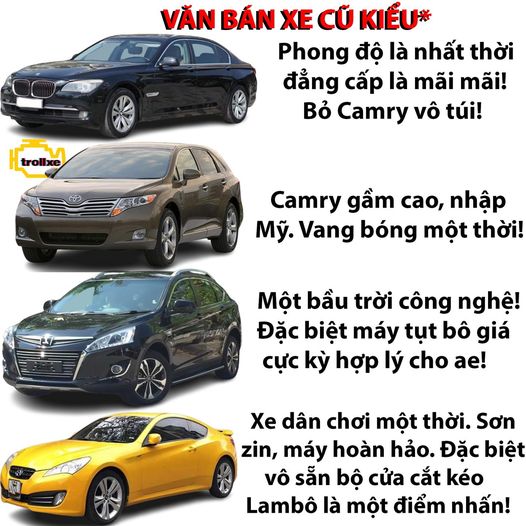 VĂN BÁN XE CŨ KIỂU*
Phong độ là nhất thời
đẳng cấp là mãi mãi!
Bỏ Camry vô túi!
trollxe
Camry gầm cao, nhập
Mỹ. Vang bóng một thời!
Một bầu trời công nghệ!
Đặc biệt máy tụt bô giá
cực kỳ hợp lý cho ae!
Xe dân chơi một thời. Sơn
zin, máy hoàn hảo. Đặc biệt
vô sẵn bộ cửa cắt kéo
Lambô là một điểm nhấn!